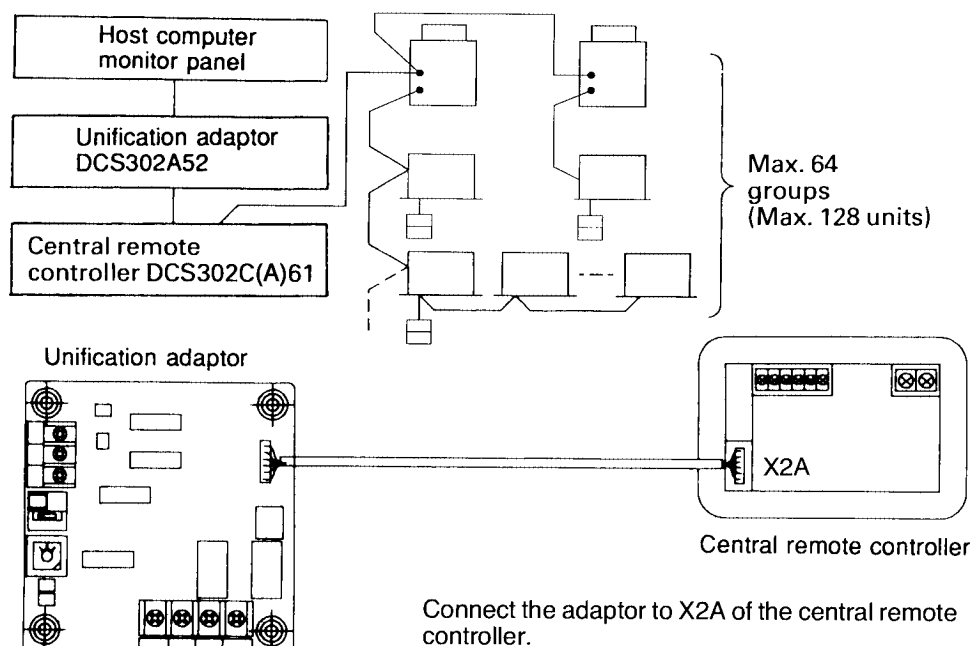 Host computer
monitor panel
Unification adaptor
DCS302A52
Central remote
controller DCS302C(A)61
Max. 64
groups
(Max. 128 units)
Unification adaptor
X2A
Central remote controller
Connect the adaptor to X2A of the central remote
controller.